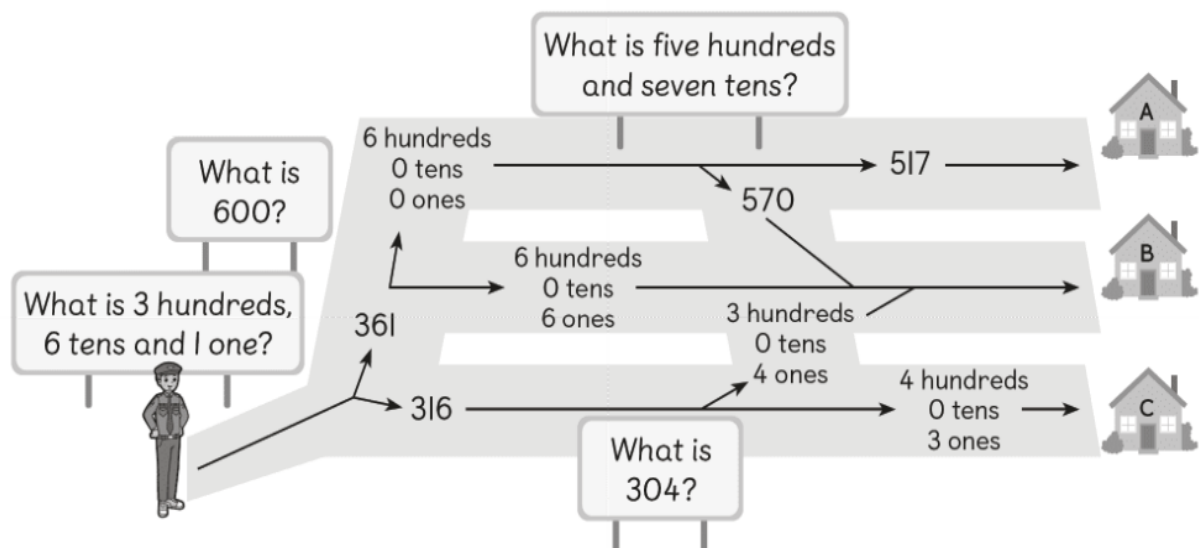 What is five hundreds
and seven tens?
What is
600?
What is 3 hundreds,
6 tens and 1 one?
6 hundreds
0 tens
0 ones
517
A
570
6 hundreds
0 tens
6 ones
B
361
3 hundreds
0 tens
4 ones
316
4 hundreds
0 tens
3 ones
C
What is
304?